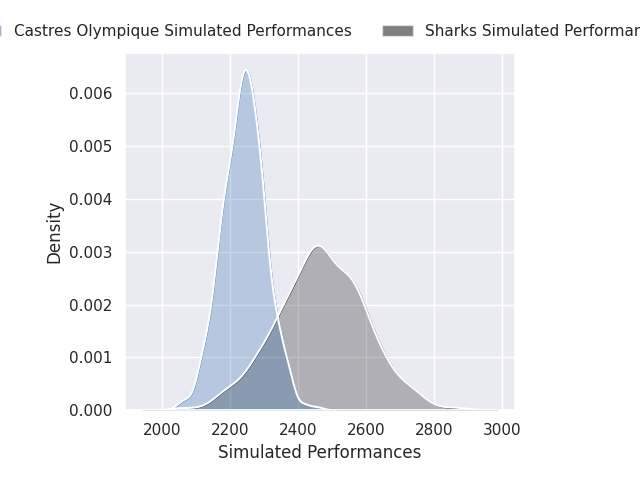 Castres Olympique Simulated Performances
Sharks Simulated
0.006
0.005
0.004
0.003
0.002
0.001
0.000
Density
2000 2200 2400 2600 2800 3000
Simulated Performances